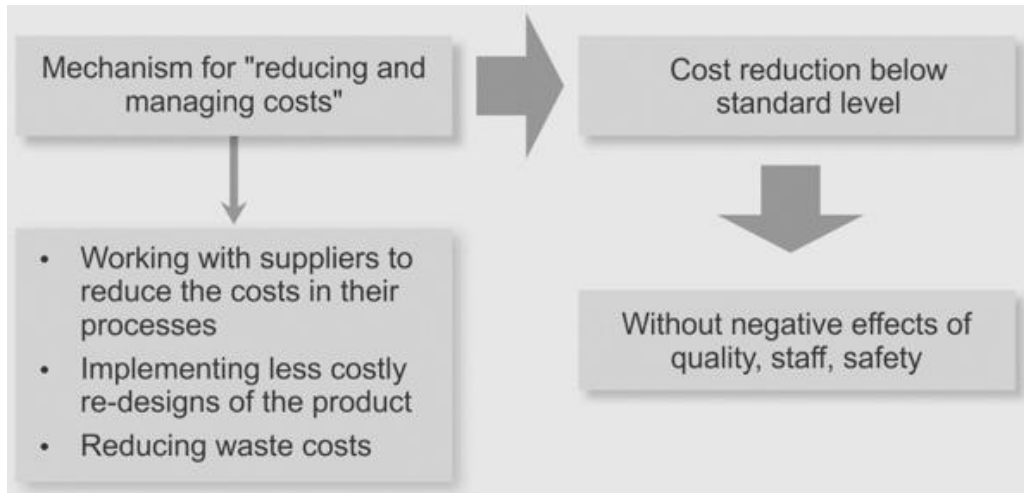 Mechanism for "reducing and
managing costs"
Cost reduction below
standard level
• Working with suppliers to
reduce the costs in their
processes
• Implementing less costly
re-designs of the product
• Reducing waste costs
Without negative effects of
quality, staff, safety